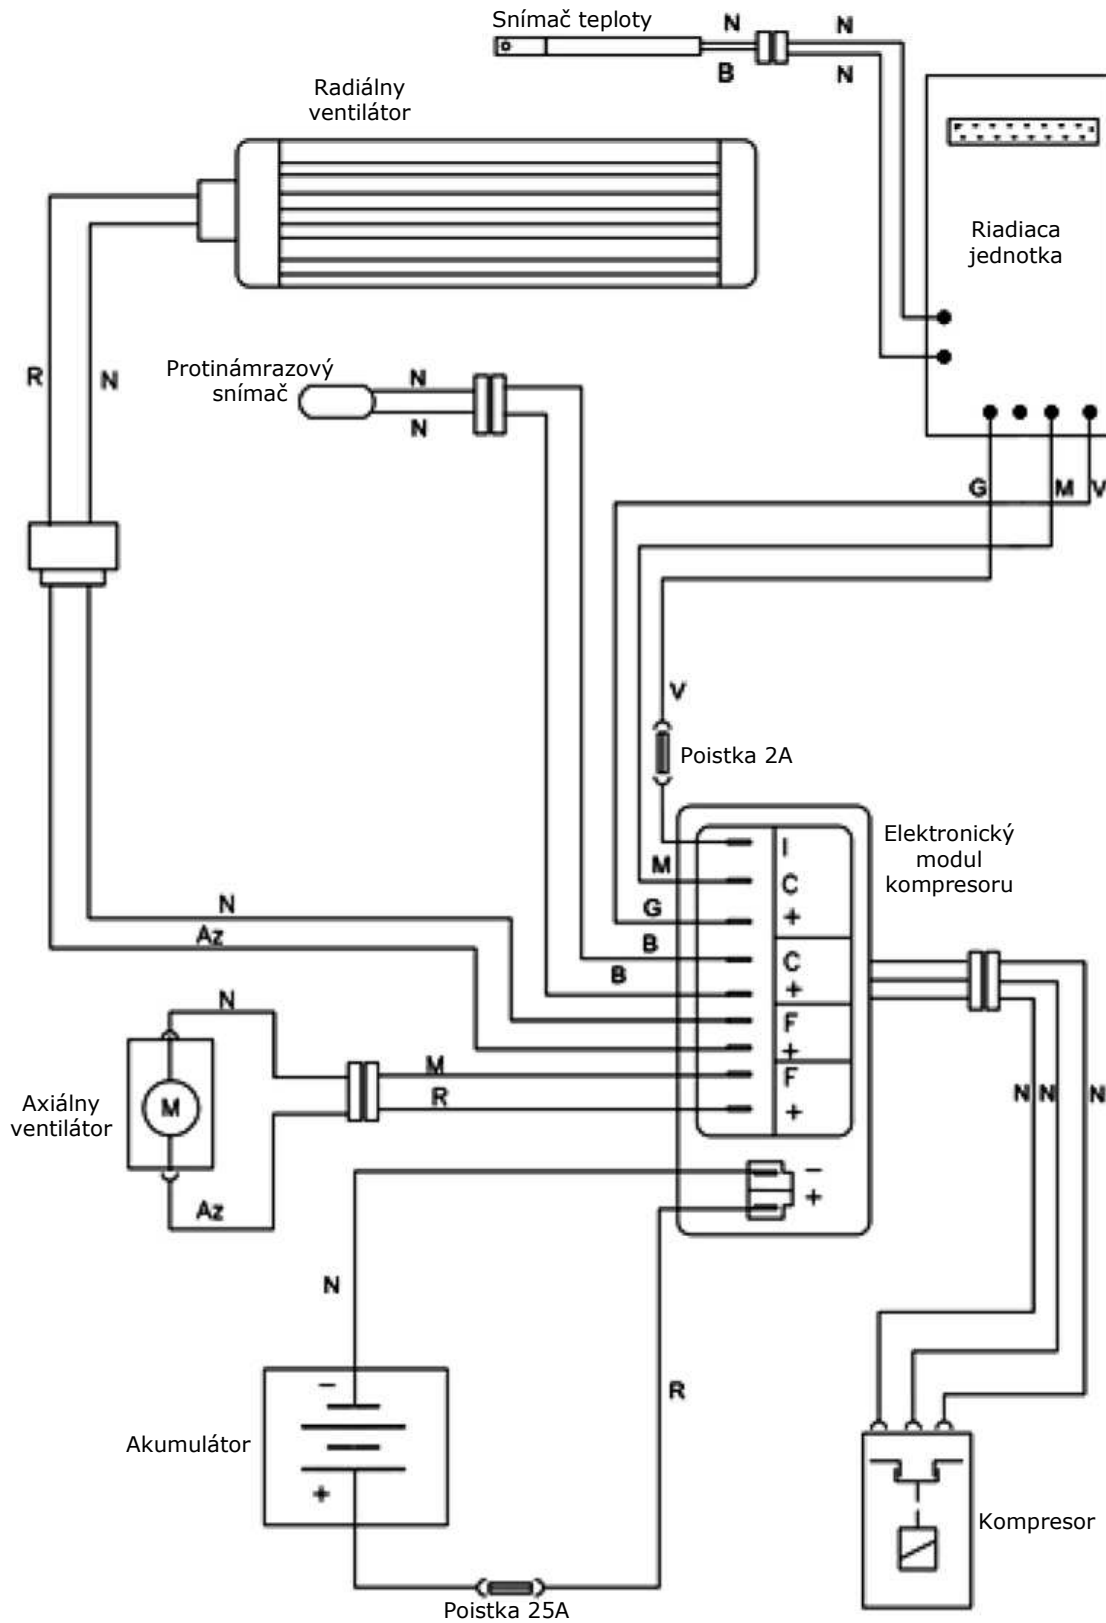 Snímač teploty
N
N
B
N
Radiálny
ventilátor
Riadiaca
jednotka
R
N
Protinámrazový
snímač
N
N
G
M
V
V
Poistka 2A
Elektronický
modul
kompresoru
I
M
C
G
+
B
C
B
+
N
Az
F
+
N
M
F
R
+
Axiálny
ventilátor
M
Az
–
+
N
N
N
N
R
–
Akumulátor
+
Kompresor
Poistka 25A